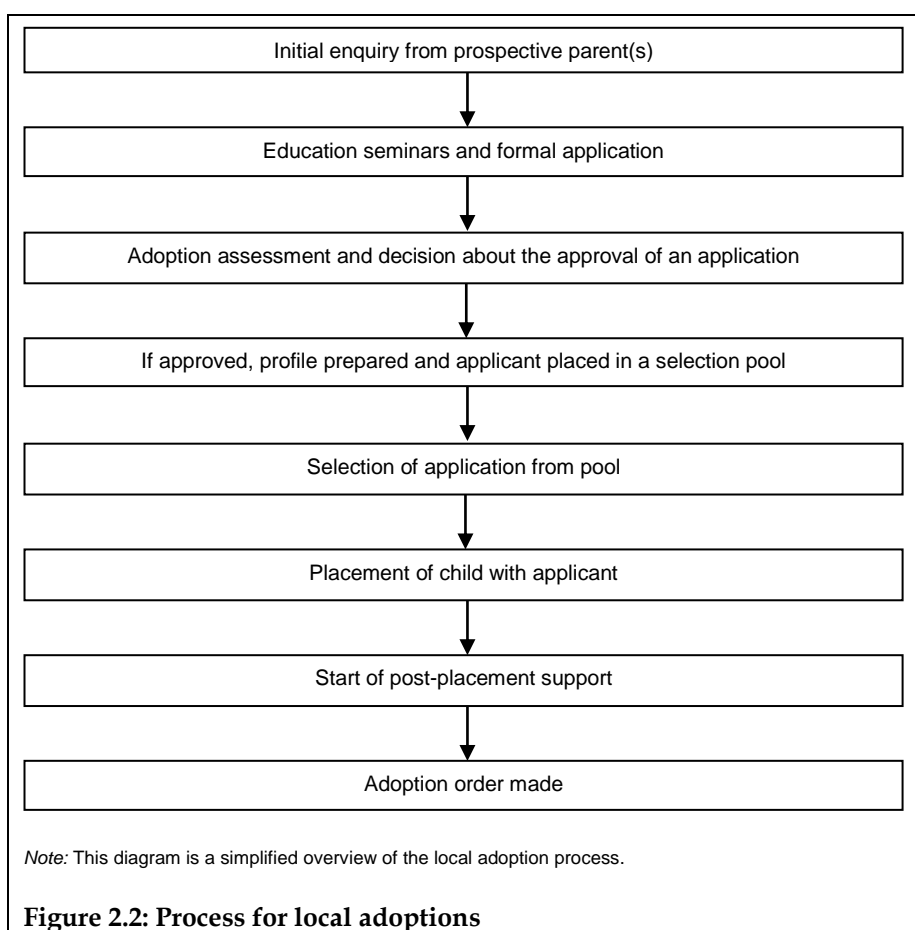 Initial enquiry from prospective parent(s)
Education seminars and formal application
Adoption assessment and decision about the approval of an application
If approved, profile prepared and applicant placed in a selection pool
Selection of application from pool
Placement of child with applicant
Start of post-placement support
Adoption order made
Note: This diagram is a simplified overview of the local adoption process.
Figure 2.2: Process for local adoptions